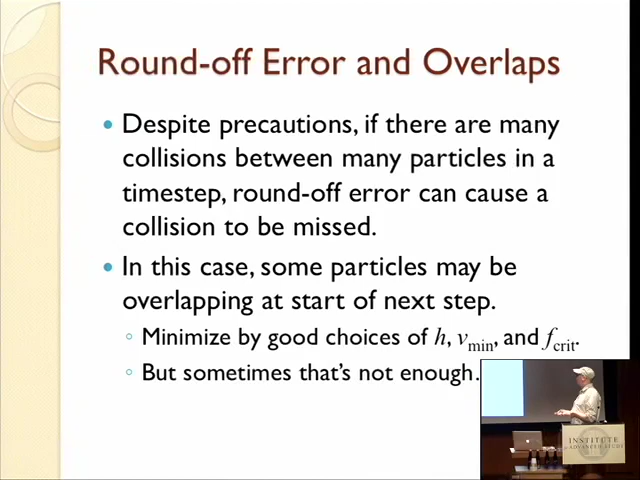 Round-off Error and Overlaps
Despite precautions, if there are many
collisions between many particles in a
timestep, round-off error can cause a
collision to be missed.
In this case, some particles may be
overlapping at start of next step.
Minimize by good choices of h, vmin, and fcrit.
But sometimes that's not enough.
INSTITUTE
ADVANCED STUDY